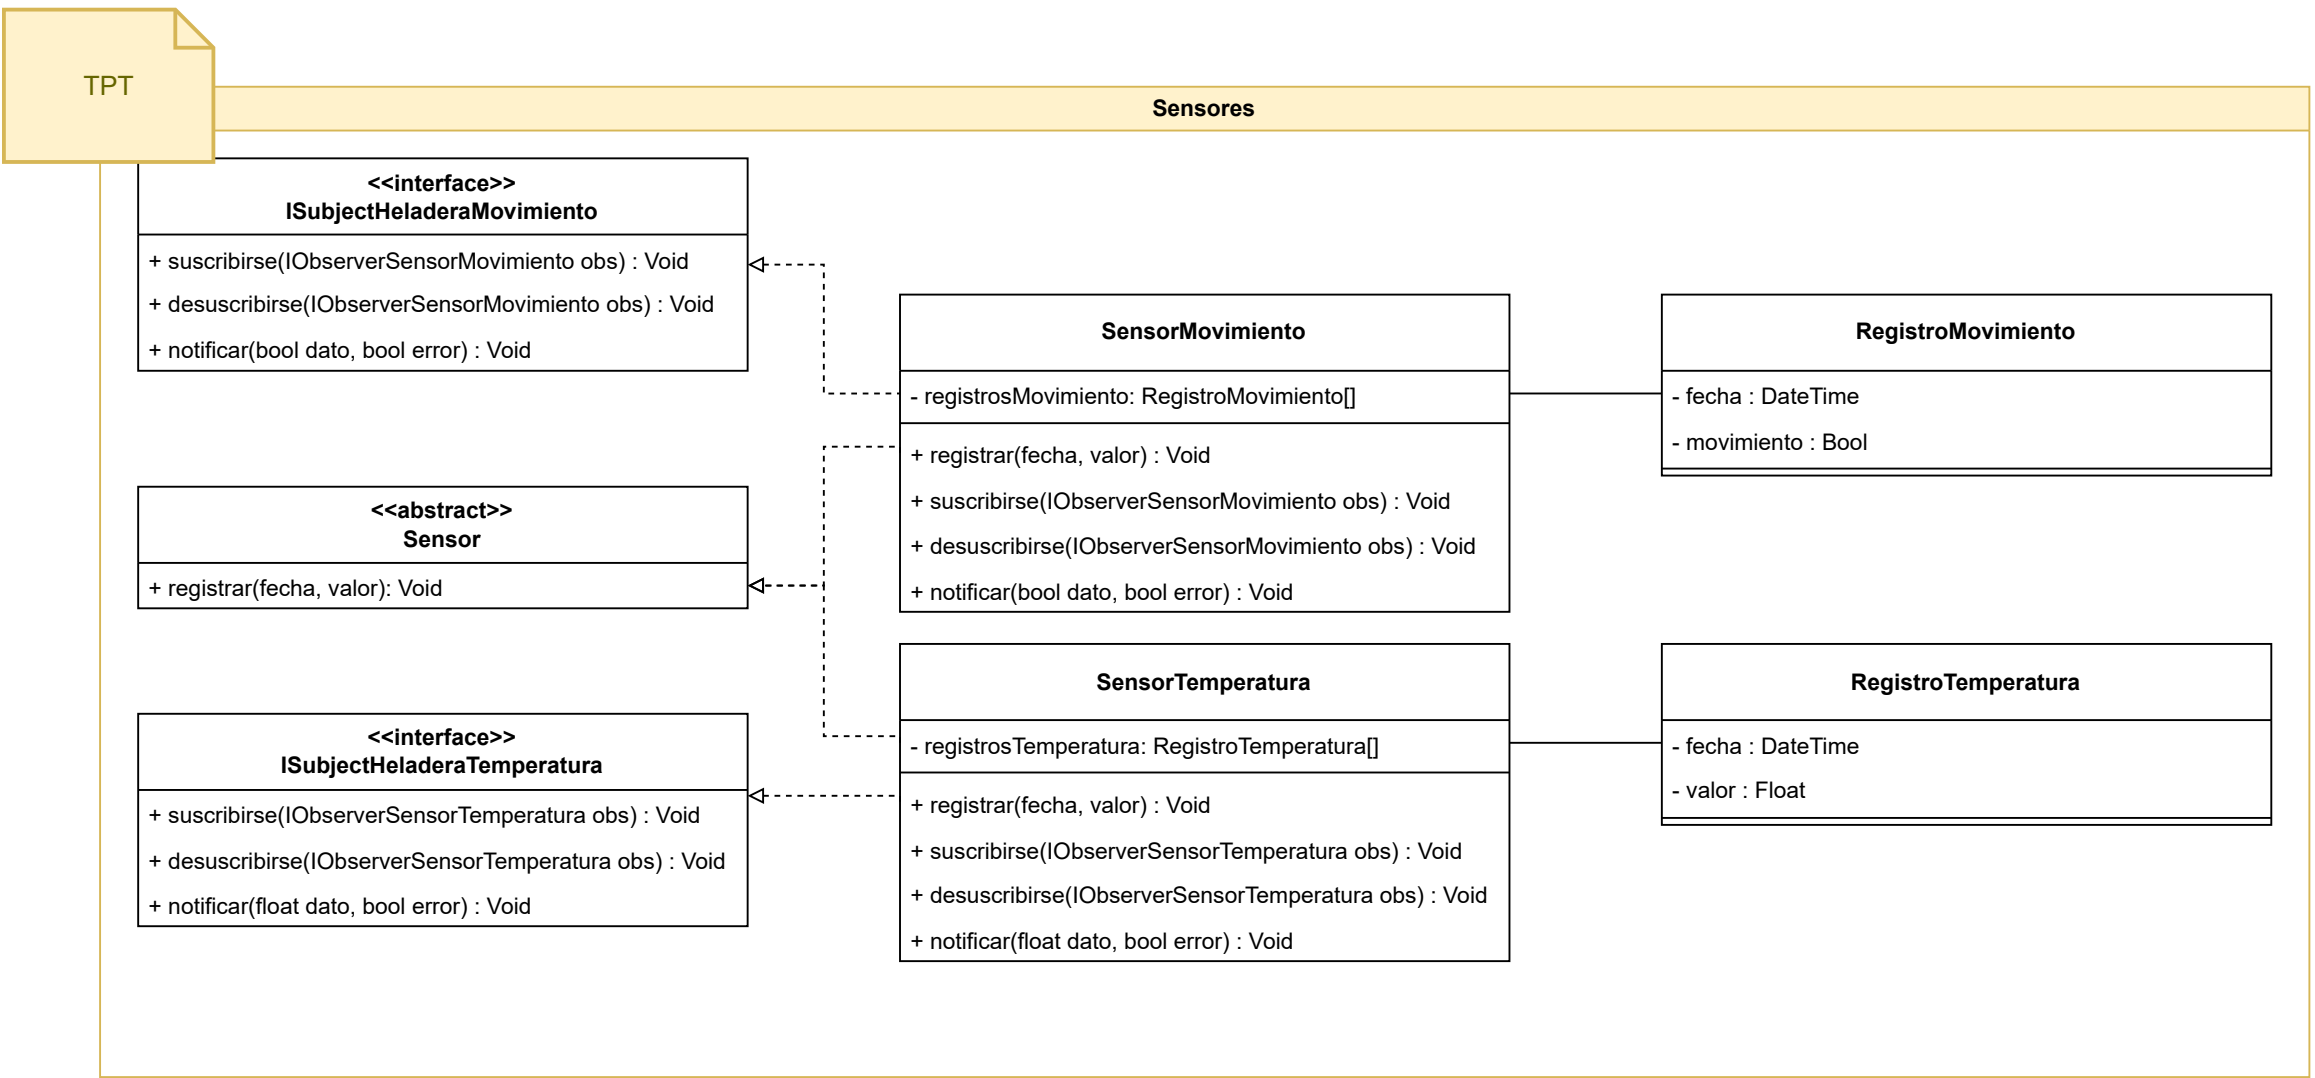 TPT
Sensores
<<interface>>
ISubjectHeladeraMovimiento
+ suscribirse(IObserverSensorMovimiento obs) : Void
+ desuscribirse(IObserverSensorMovimiento obs) : Void
+ notificar(bool dato, bool error) : Void
<<abstract>>
Sensor
+ registrar(fecha, valor): Void
<<interface>>
ISubjectHeladeraTemperatura
+ suscribirse(IObserverSensorTemperatura obs) : Void
+ desuscribirse(IObserverSensorTemperatura obs) : Void
+ notificar(float dato, bool error) : Void
SensorMovimiento
- registrosMovimiento: RegistroMovimiento[]
+ registrar(fecha, valor) : Void
+ suscribirse(IObserverSensorMovimiento obs) : Void
+ desuscribirse(IObserverSensorMovimiento obs) : Void
+ notificar(bool dato, bool error) : Void
SensorTemperatura
- registrosTemperatura: RegistroTemperatura[]
+ registrar(fecha, valor) : Void
+ suscribirse(IObserverSensorTemperatura obs) : Void
+ desuscribirse(IObserverSensorTemperatura obs) : Void
+ notificar(float dato, bool error) : Void
RegistroMovimiento
- fecha : DateTime
- movimiento : Bool
RegistroTemperatura
- fecha : DateTime
- valor : Float